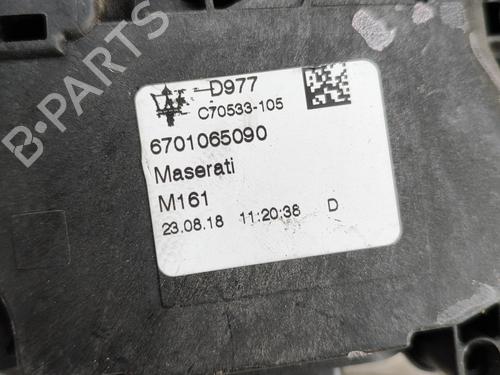 D977
C70533-105
6701065090
Maserati
M161
23.08.18 11:20:38 D
B-PARTS